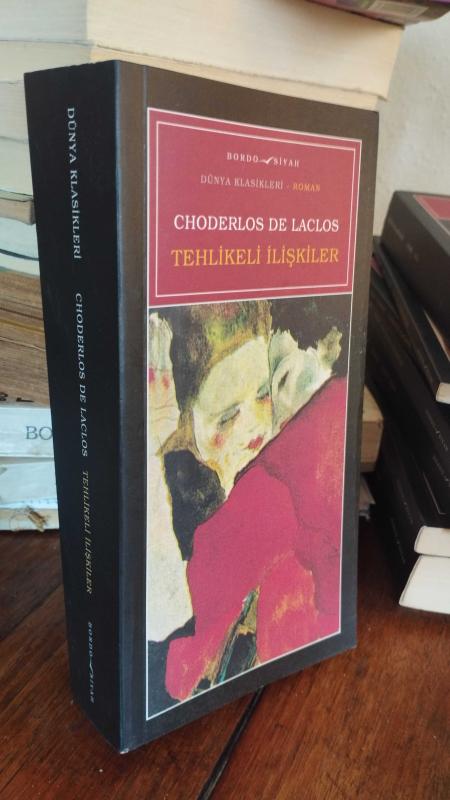 BORDO SİYAH
DÜNYA KLASİKLERİ - ROMAN
CHODERLOS DE LACLOS
TEHLİKELİ İLİŞKİLER
DÜNYA KLASİKLERİ CHODERLOS DE LACLOS TEHLİKELİ İLİŞKİLER BORDO SİYAH
BO